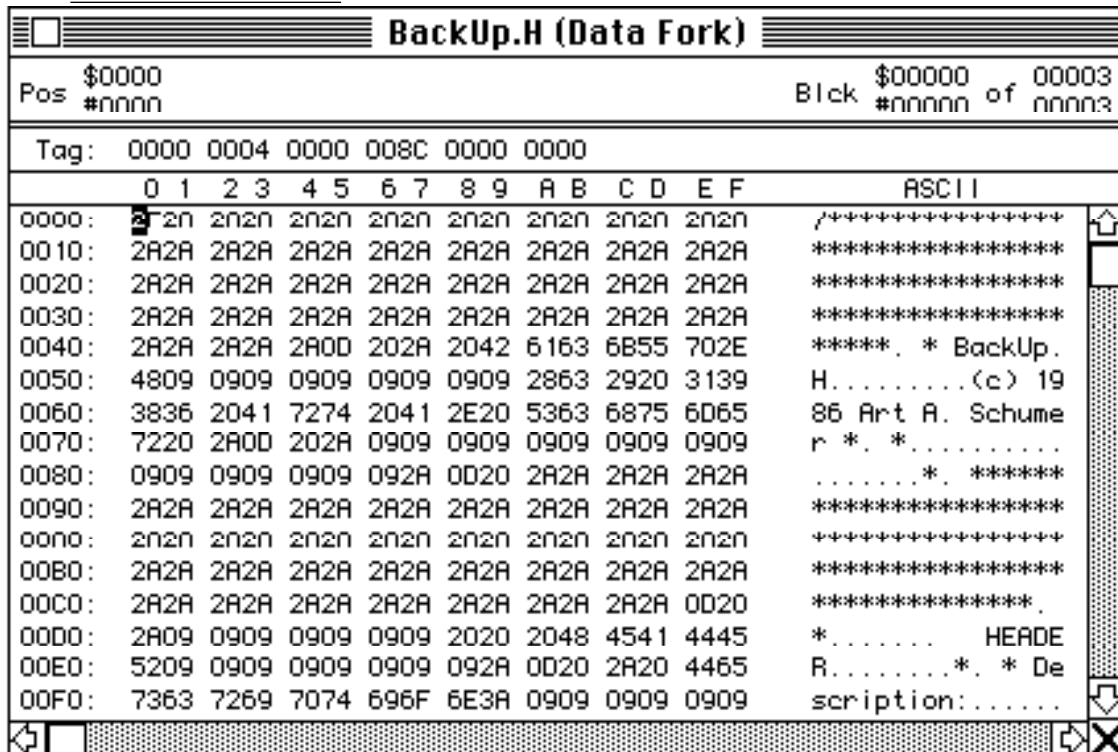 BackUp.H (Data Fork)
Pos $0000 #0000 Blck $00000 #00000 of 00003 00003
Tag: 0000 0004 0000 008C 0000 0000
0 1 2 3 4 5 6 7 8 9 A B C D E F ASCII
0000: 2F2A 2A2A 2A2A 2A2A 2A2A 2A2A 2A2A 2A2A /***************
0010: 2A2A 2A2A 2A2A 2A2A 2A2A 2A2A 2A2A 2A2A ****************
0020: 2A2A 2A2A 2A2A 2A2A 2A2A 2A2A 2A2A 2A2A ****************
0030: 2A2A 2A2A 2A2A 2A2A 2A2A 2A2A 2A2A 2A2A ****************
0040: 2A2A 2A2A 2A0D 202A 2042 6163 6B55 702E *****. * BackUp.
0050: 4809 0909 0909 0909 0909 2863 2920 3139 H.........(c) 19
0060: 3836 2041 7274 2041 2E20 5363 6875 6D65 86 Art A. Schume
0070: 7220 2A0D 202A 0909 0909 0909 0909 0909 r *. *..........
0080: 0909 0909 0909 092A 0D20 2A2A 2A2A 2A2A .......*. ******
0090: 2A2A 2A2A 2A2A 2A2A 2A2A 2A2A 2A2A 2A2A ****************
00A0: 2A2A 2A2A 2A2A 2A2A 2A2A 2A2A 2A2A 2A2A ****************
00B0: 2A2A 2A2A 2A2A 2A2A 2A2A 2A2A 2A2A 2A2A ****************
00C0: 2A2A 2A2A 2A2A 2A2A 2A2A 2A2A 2A2A 0D20 **************.
00D0: 2A09 0909 0909 0909 2020 2048 4541 4445 *.......   HEADE
00E0: 5209 0909 0909 0909 092A 0D20 2A20 4465 R........*. * De
00F0: 7363 7269 7074 696F 6E3A 0909 0909 0909 scription:......